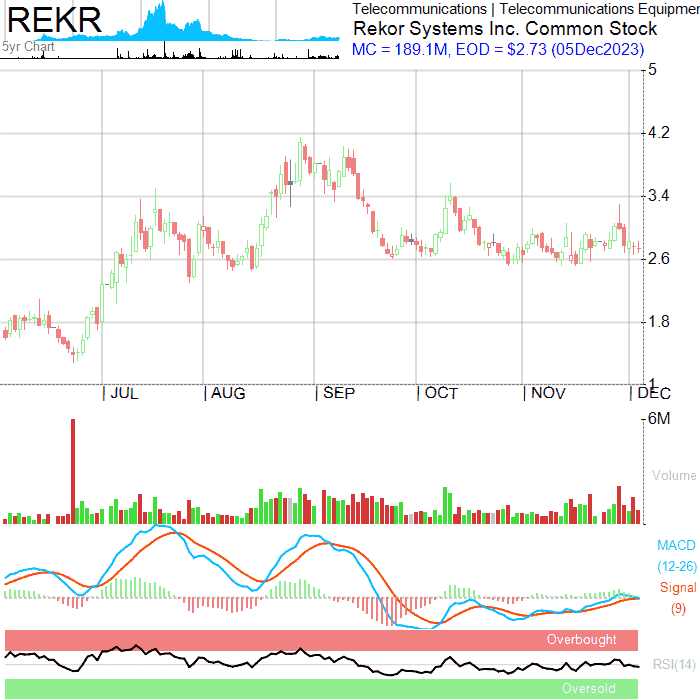 REKR
5yr Chart
Telecommunications | Telecommunications Equipmen
Rekor Systems Inc. Common Stock
MC = 189.1M, EOD = $2.73 (05Dec2023)
5
4.2
3.4
2.6
1.8
1
JUL AUG SEP OCT NOV DEC
6M
Volume
MACD
(12-26)
Signal
(9)
Overbought
RSI(14)
Oversold